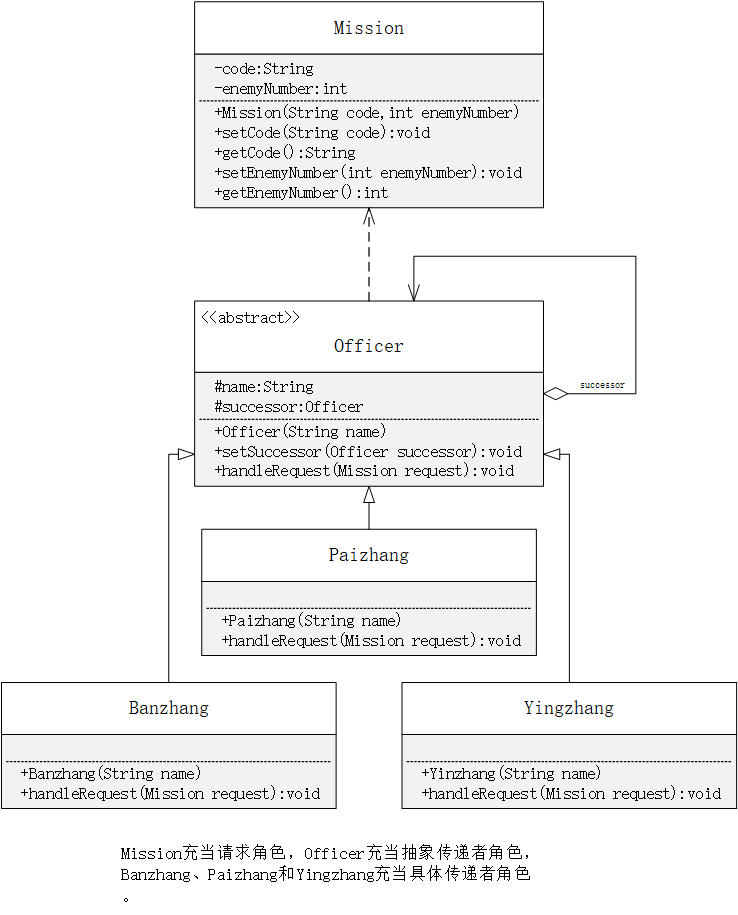 Mission
-code:String
-enemyNumber:int
+Mission(String code,int enemyNumber)
+setCode(String code):void
+getCode():String
+setEnemyNumber(int enemyNumber):void
+getEnemyNumber():int
<<abstract>>
Officer
#name:String
#successor:Officer
+Officer(String name)
+setSuccessor(Officer successor):void
+handleRequest(Mission request):void
successor
Paizhang
+Paizhang(String name)
+handleRequest(Mission request):void
Banzhang
+Banzhang(String name)
+handleRequest(Mission request):void
Yingzhang
+Yinzhang(String name)
+handleRequest(Mission request):void
Mission充当请求角色，Officer充当抽象传递者角色，
Banzhang、Paizhang和Yingzhang充当具体传递者角色
。